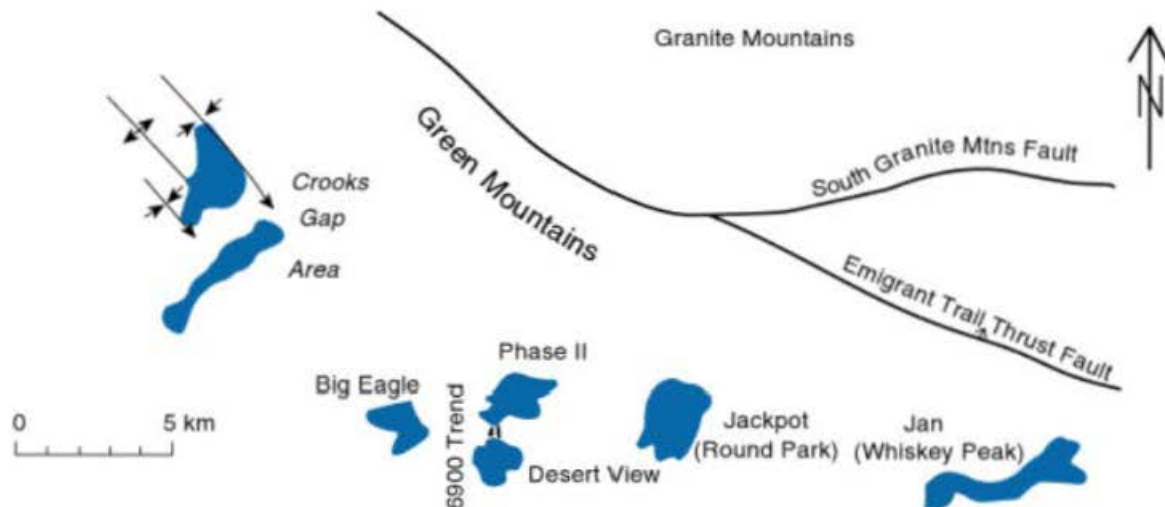 Granite Mountains
N
Green Mountains
South Granite Mtns Fault
Crooks
Gap
Area
Emigrant Trail Thrust Fault
Phase II
Big Eagle
0 5 km
6900 Trend
Desert View
Jackpot
(Round Park)
Jan
(Whiskey Peak)